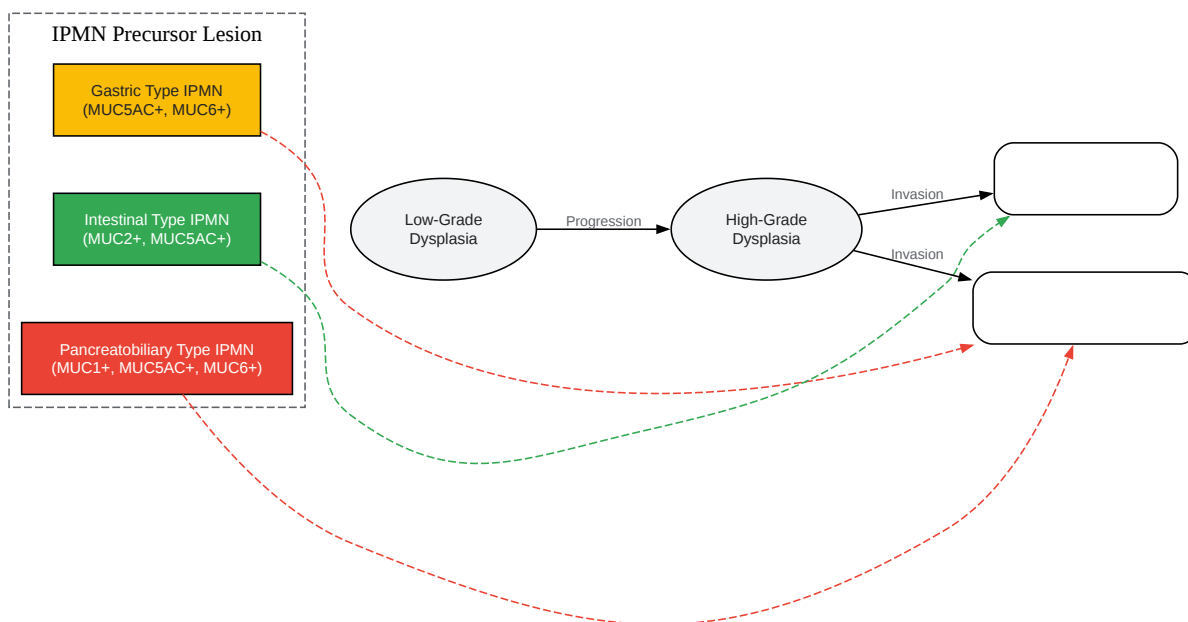 IPMN Precursor Lesion
Gastric Type IPMN
(MUC5AC+, MUC6+)
Intestinal Type IPMN
(MUC2+, MUC5AC+)
Pancreatobiliary Type IPMN
(MUC1+, MUC5AC+, MUC6+)
Low-Grade
Dysplasia
Progression
High-Grade
Dysplasia
Invasion
Invasion